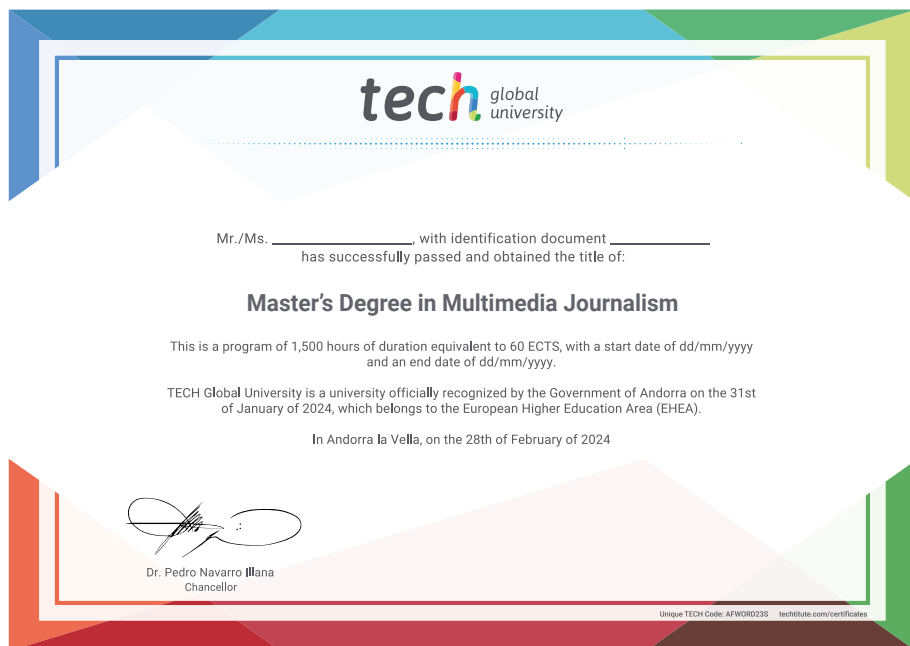 tech global
university
Mr./Ms. ______________, with identification document __________
has successfully passed and obtained the title of:
Master's Degree in Multimedia Journalism
This is a program of 1,500 hours of duration equivalent to 60 ECTS, with a start date of dd/mm/yyyy
and an end date of dd/mm/yyyy.
TECH Global University is a university officially recognized by the Government of Andorra on the 31st
of January of 2024, which belongs to the European Higher Education Area (EHEA).
In Andorra la Vella, on the 28th of February of 2024
Dr. Pedro Navarro Illana
Chancellor
Unique TECH Code: AFWORD23S techtitute.com/certificates